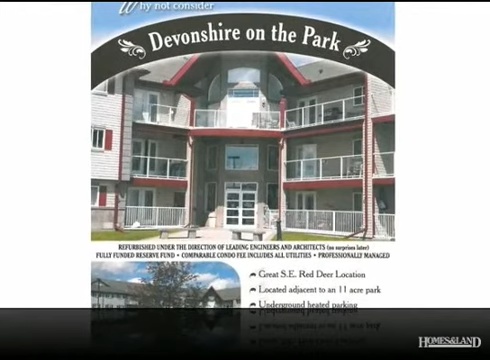 Why not consider
Devonshire on the Park
REFURBISHED UNDER THE DIRECTION OF LEADING ENGINEERS AND ARCHITECTS (no surprises later)
FULLY FUNDED RESERVE FUND • COMPARABLE CONDO FEE INCLUDES ALL UTILITIES • PROFESSIONALLY MANAGED
Great S.E. Red Deer Location
Located adjacent to an 11 acre park
Underground heated parking
HOMES&LAND